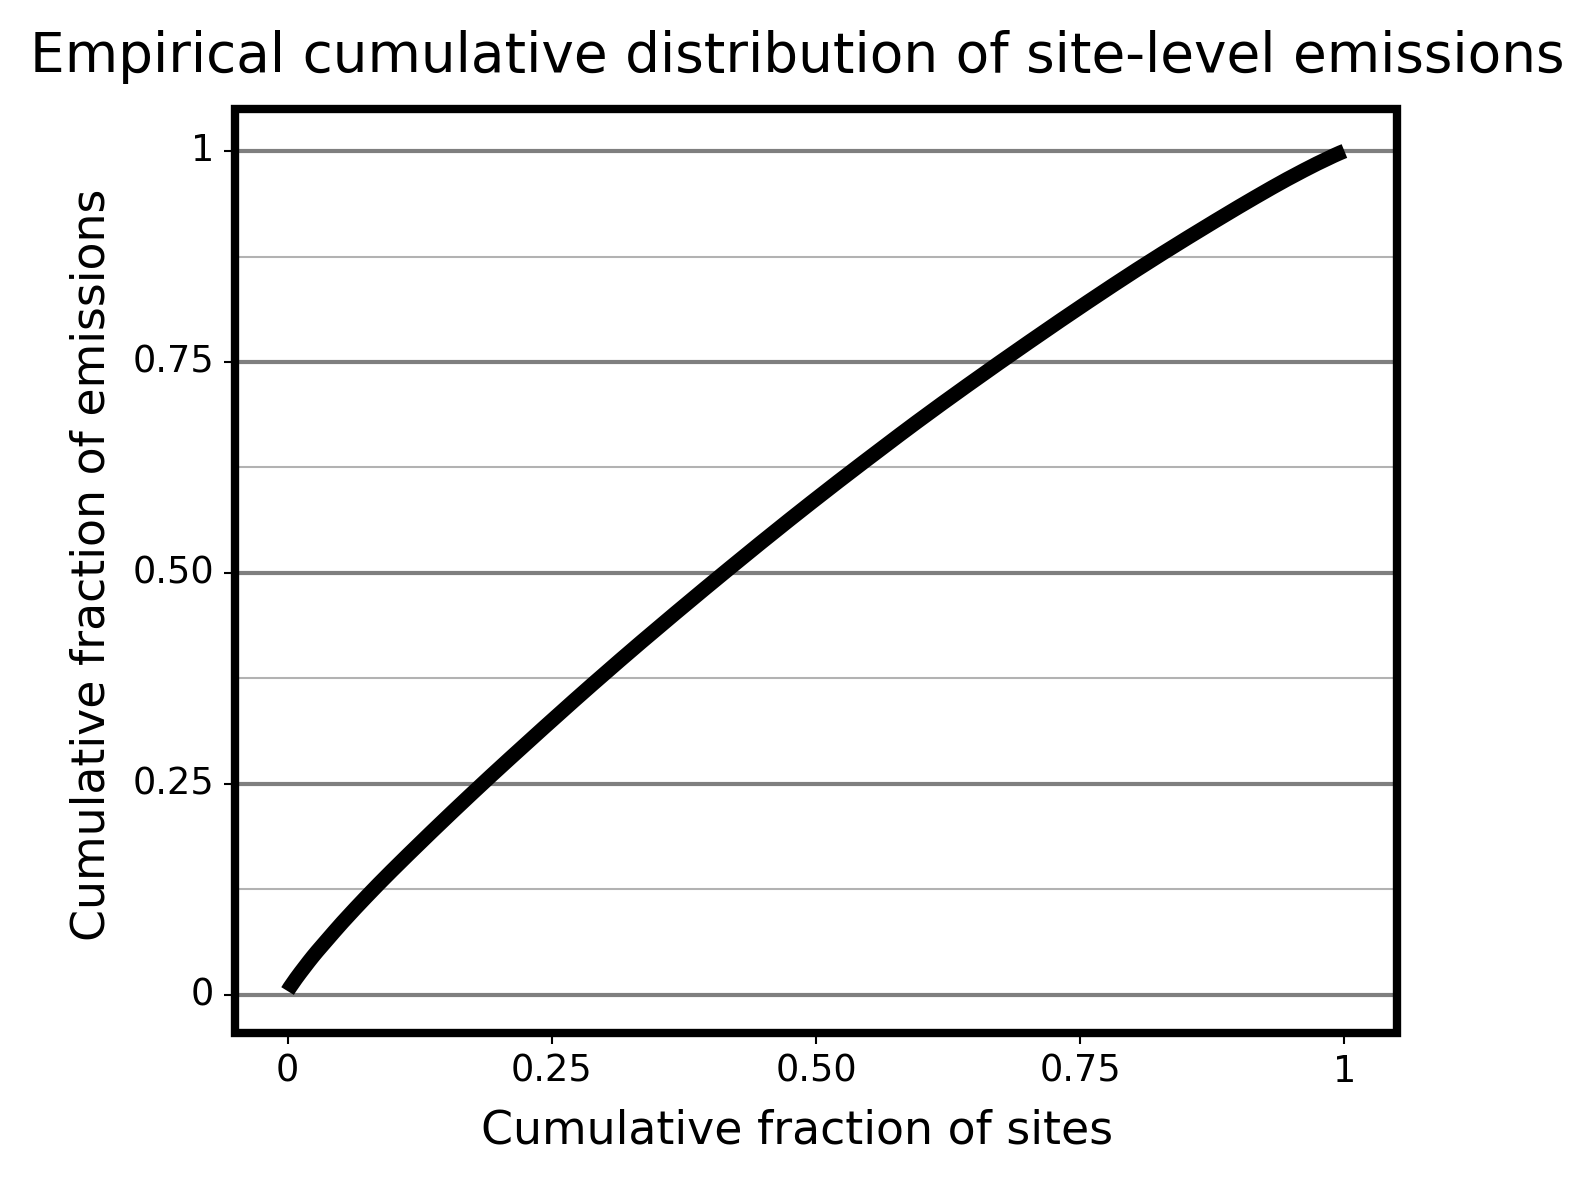 Empirical cumulative distribution of site-level emissions
Cumulative fraction of emissions
1
0.75
0.50
0.25
0
0 0.25 0.50 0.75 1
Cumulative fraction of sites